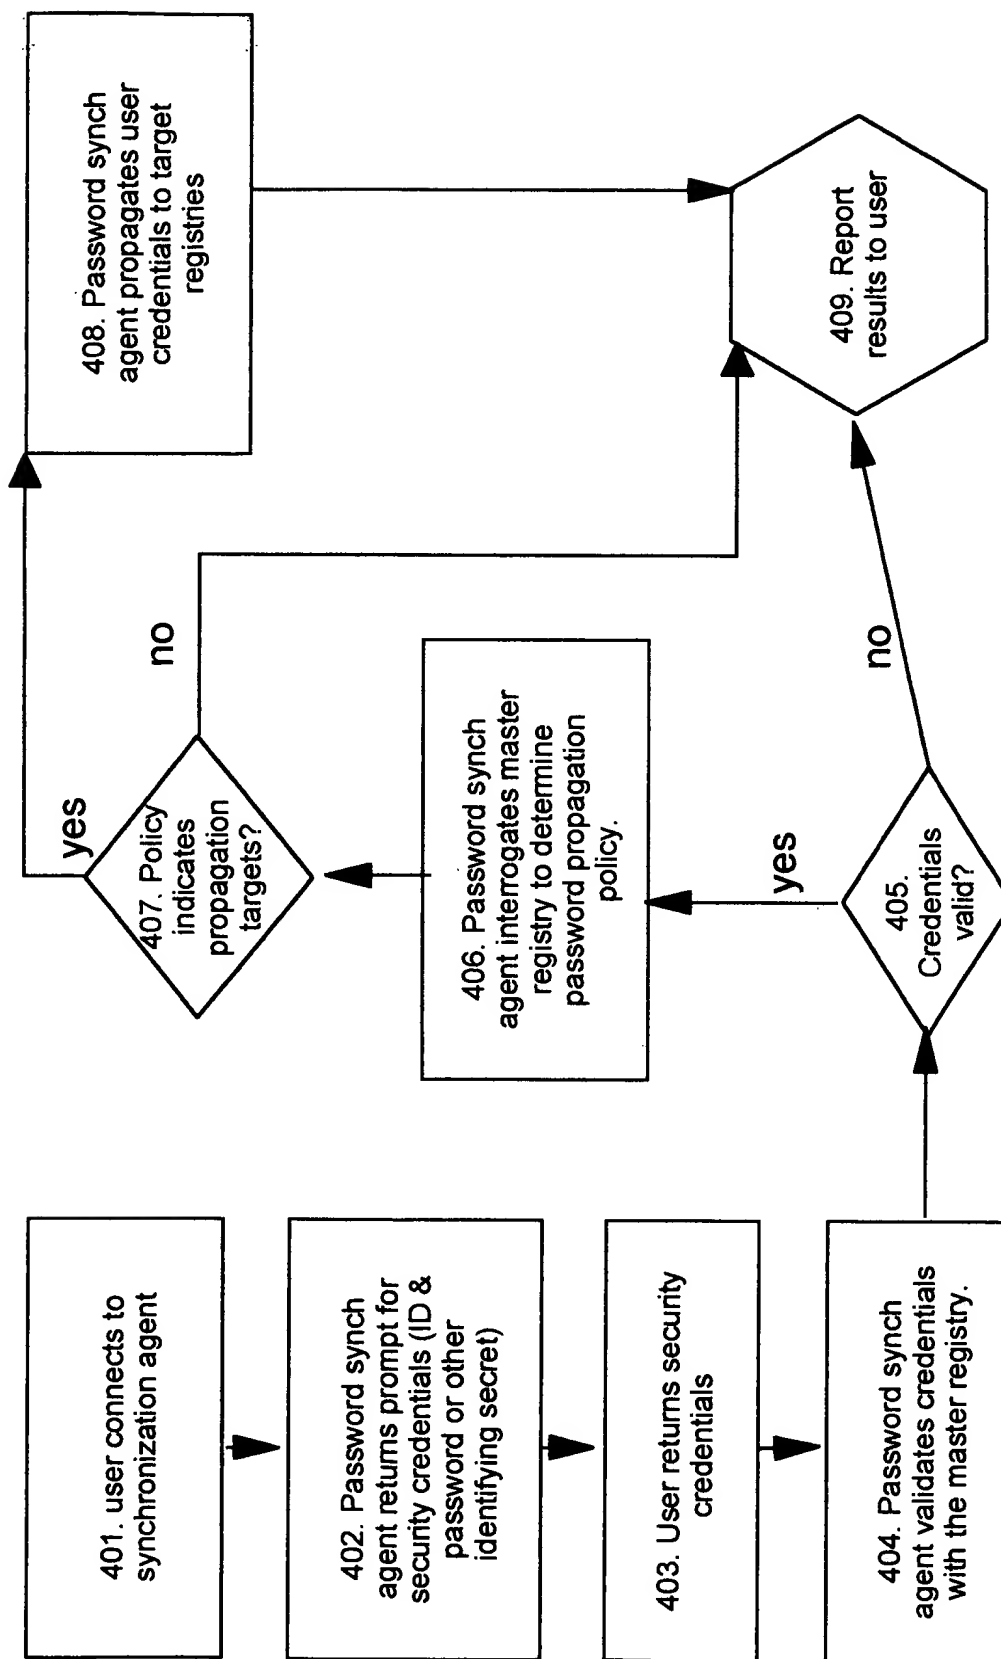 401. user connects to
synchronization agent
402. Password synch
agent returns prompt for
security credentials (ID &
password or other
identifying secret)
403. User returns security
credentials
404. Password synch
agent validates credentials
with the master registry.
405.
Credentials
valid?
yes
no
406. Password synch
agent interrogates master
registry to determine
password propagation
policy.
407. Policy
indicates
propagation
targets?
yes
no
408. Password synch
agent propagates user
credentials to target
registries
409. Report
results to user